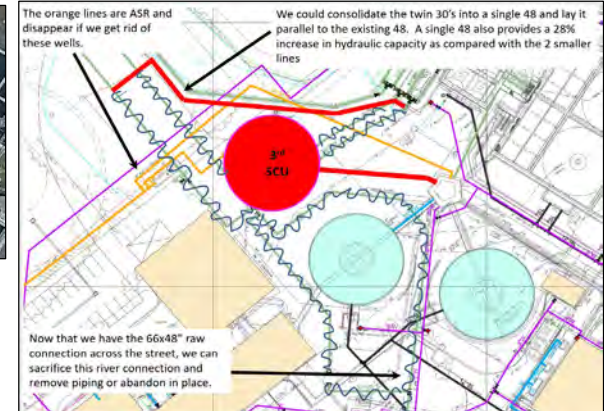 The orange lines are ASR and
disappear if we get rid of
these wells.
We could consolidate the twin 30's into a single 48 and lay it
parallel to the existing 48.  A single 48 also provides a 28%
increase in hydraulic capacity as compared with the 2 smaller
lines
3rd
SCU
Now that we have the 66x48" raw
connection across the street, we can
sacrifice this river connection and
remove piping or abandon in place.